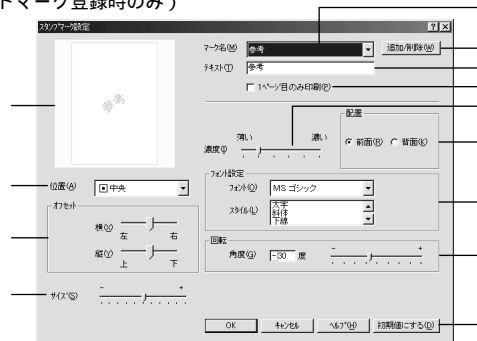 トマーク登録時のみ）
スタンプマーク設定
マーク名(M) 参考 追加/削除(W)
テキスト(T) 参考
1ページ目のみ印刷(P)
参考
薄い 濃い
濃度(I)
配置
前面(R) 背面(K)
位置(A) 中央
フォント設定
フォント(O) MS ゴシック
スタイル(L) 太字
斜体
下線
オフセット
横(X)
左 右
縦(Y)
上 下
回転
角度(G) -30 度
- +
サイズ(S)
- +
OK キャンセル ヘルプ(H) 初期値にする(D)